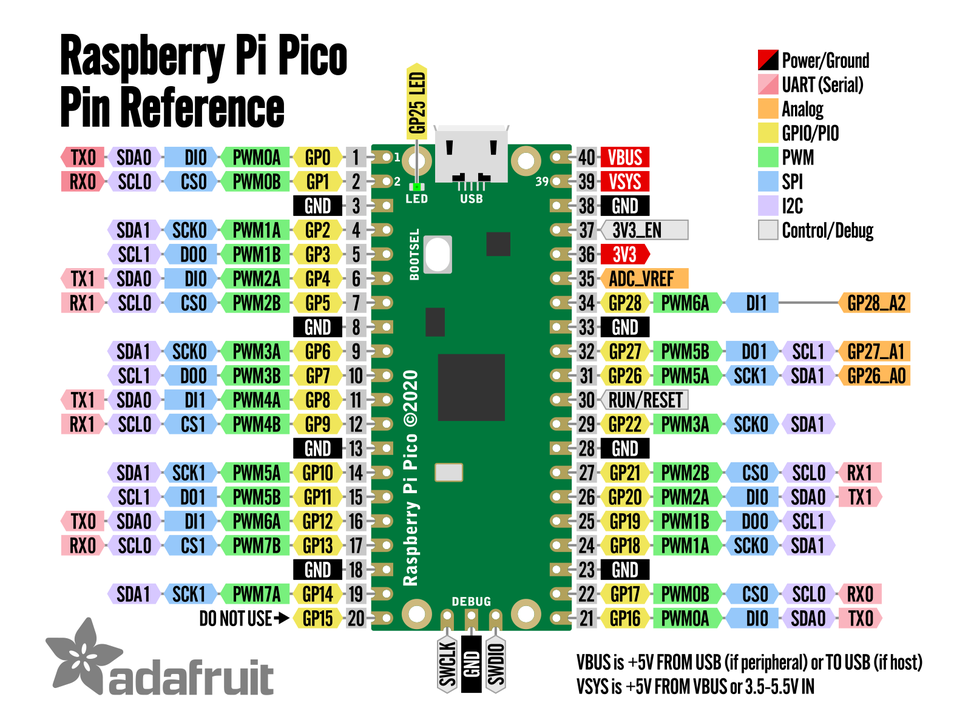 Raspberry Pi Pico
Pin Reference
GP25 LED
Power/Ground
UART (Serial)
Analog
GPIO/PIO
PWM
SPI
I2C
Control/Debug
TX0 SDA0 DI0 PWM0A GP0 1
RX0 SCL0 CS0 PWM0B GP1 2
GND 3
SDA1 SCK0 PWM1A GP2 4
SCL1 DO0 PWM1B GP3 5
TX1 SDA0 DI0 PWM2A GP4 6
RX1 SCL0 CS0 PWM2B GP5 7
GND 8
SDA1 SCK0 PWM3A GP6 9
SCL1 DO0 PWM3B GP7 10
TX1 SDA0 DI1 PWM4A GP8 11
RX1 SCL0 CS1 PWM4B GP9 12
GND 13
SDA1 SCK1 PWM5A GP10 14
SCL1 DO1 PWM5B GP11 15
TX0 SDA0 DI1 PWM6A GP12 16
RX0 SCL0 CS1 PWM7B GP13 17
GND 18
SDA1 SCK1 PWM7A GP14 19
DO NOT USE→ GP15 20
1
2
39
LED
USB
BOOTSEL
Raspberry Pi Pico ©2020
DEBUG
SWCLK
GND
SWDIO
40 VBUS
39 VSYS
38 GND
37 3V3_EN
36 3V3
35 ADC_VREF
34 GP28 PWM6A DI1 GP28_A2
33 GND
32 GP27 PWM5B DO1 SCL1 GP27_A1
31 GP26 PWM5A SCK1 SDA1 GP26_A0
30 RUN/RESET
29 GP22 PWM3A SCK0 SDA1
28 GND
27 GP21 PWM2B CS0 SCL0 RX1
26 GP20 PWM2A DI0 SDA0 TX1
25 GP19 PWM1B DO0 SCL1
24 GP18 PWM1A SCK0 SDA1
23 GND
22 GP17 PWM0B CS0 SCL0 RX0
21 GP16 PWM0A DI0 SDA0 TX0
adafruit
VBUS is +5V FROM USB (if peripheral) or TO USB (if host)
VSYS is +5V FROM VBUS or 3.5-5.5V IN